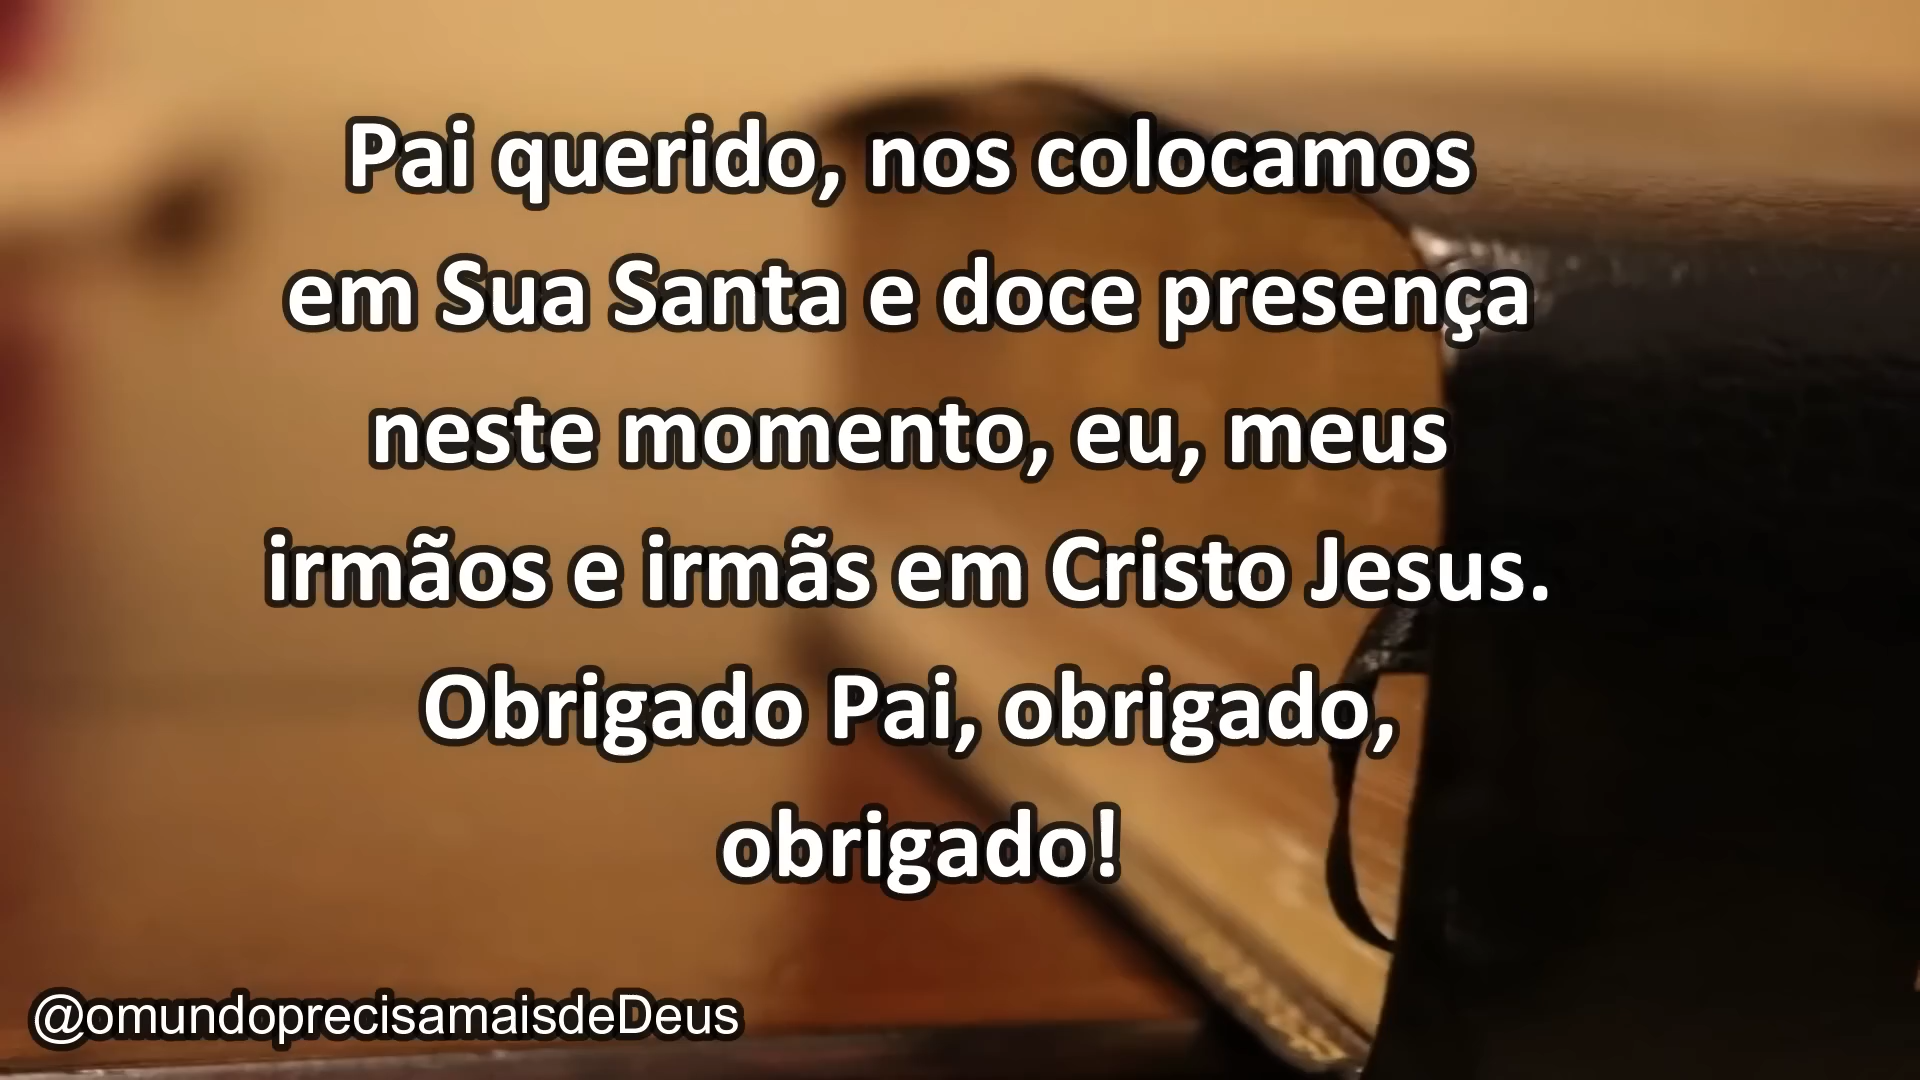 Pai querido, nos colocamos
em Sua Santa e doce presença
neste momento, eu, meus
irmãos e irmãs em Cristo Jesus.
Obrigado Pai, obrigado,
obrigado!
@omundoprecisamaisdeDeus